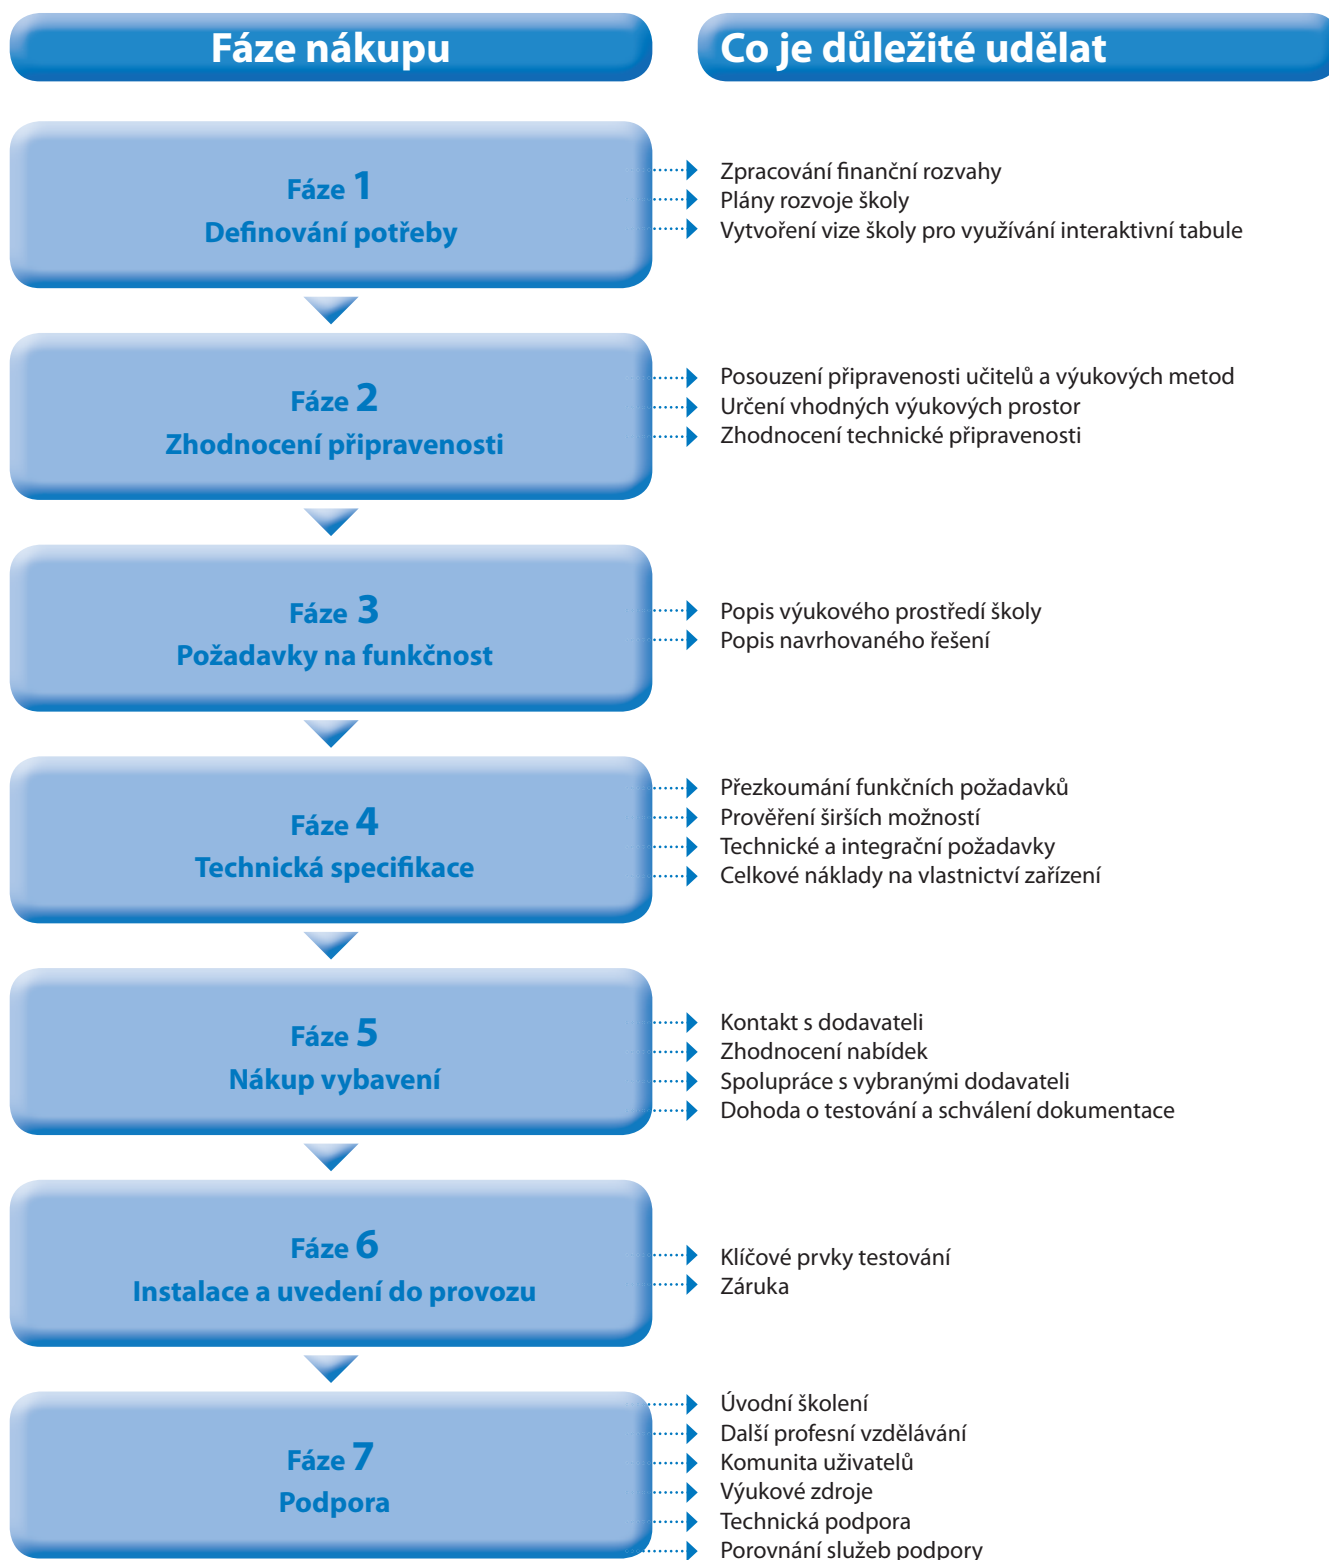 Fáze nákupu
Co je důležité udělat
Fáze 1
Definování potřeby
Zpracování finanční rozvahy
Plány rozvoje školy
Vytvoření vize školy pro využívání interaktivní tabule
Fáze 2
Zhodnocení připravenosti
Posouzení připravenosti učitelů a výukových metod
Určení vhodných výukových prostor
Zhodnocení technické připravenosti
Fáze 3
Požadavky na funkčnost
Popis výukového prostředí školy
Popis navrhovaného řešení
Fáze 4
Technická specifikace
Přezkoumání funkčních požadavků
Prověření širších možností
Technické a integrační požadavky
Celkové náklady na vlastnictví zařízení
Fáze 5
Nákup vybavení
Kontakt s dodavateli
Zhodnocení nabídek
Spolupráce s vybranými dodavateli
Dohoda o testování a schválení dokumentace
Fáze 6
Instalace a uvedení do provozu
Klíčové prvky testování
Záruka
Fáze 7
Podpora
Úvodní školení
Další profesní vzdělávání
Komunita uživatelů
Výukové zdroje
Technická podpora
Porovnání služeb podpory